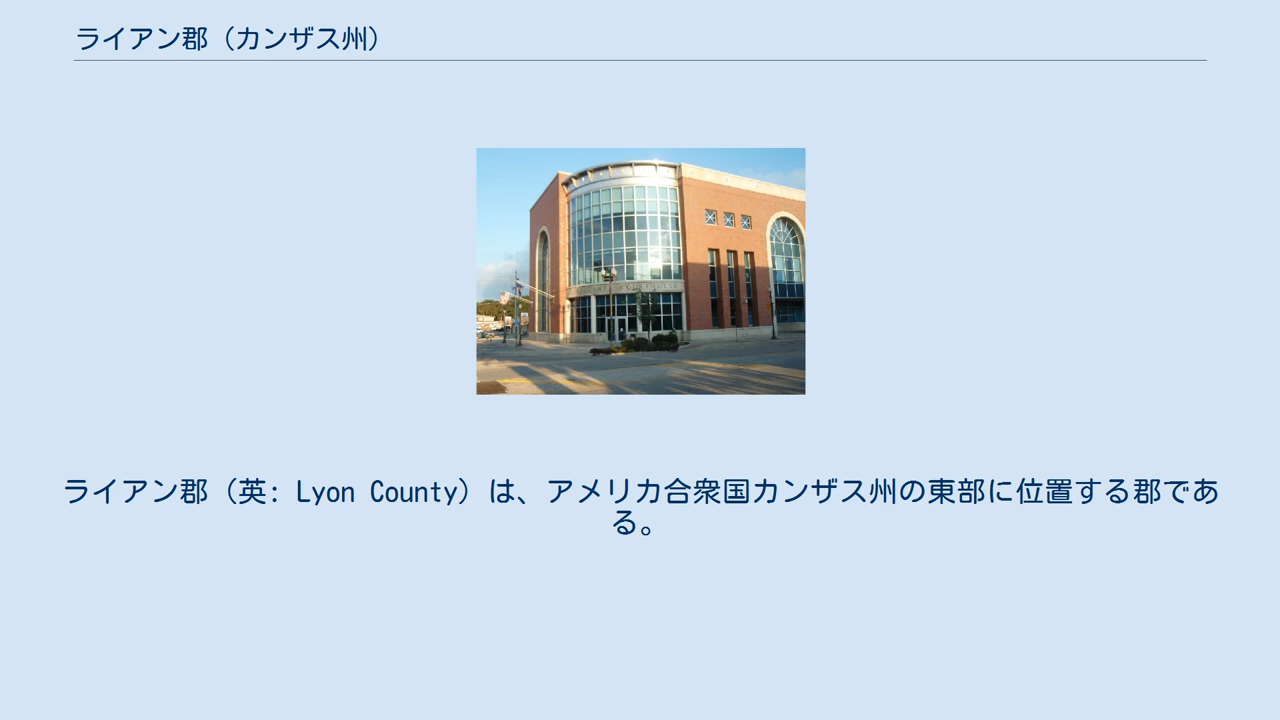 ライアン郡（カンザス州）
ライアン郡（英: Lyon County）は、アメリカ合衆国カンザス州の東部に位置する郡であ
る。